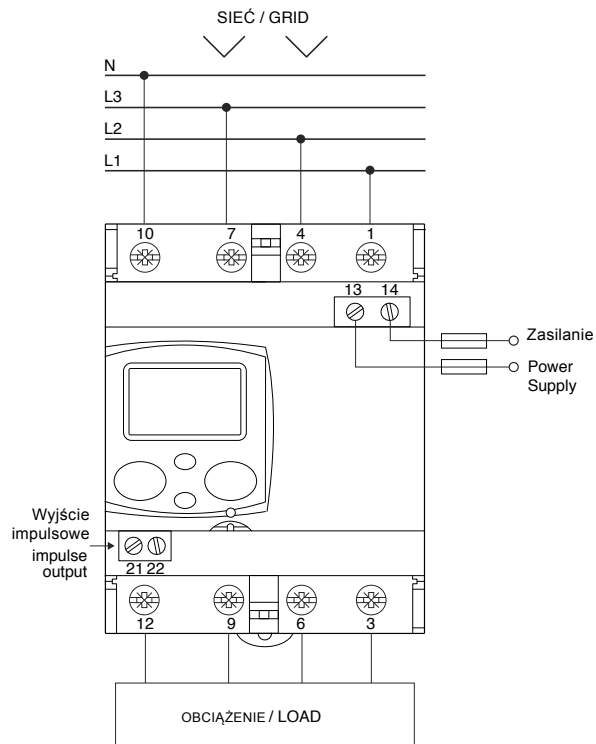 SIEĆ / GRID
N
L3
L2
L1
10 7 4 1
13 14
Zasilanie
Power
Supply
Wyjście
impulsowe
impulse
output
21 22
12 9 6 3
OBCIĄŻENIE / LOAD